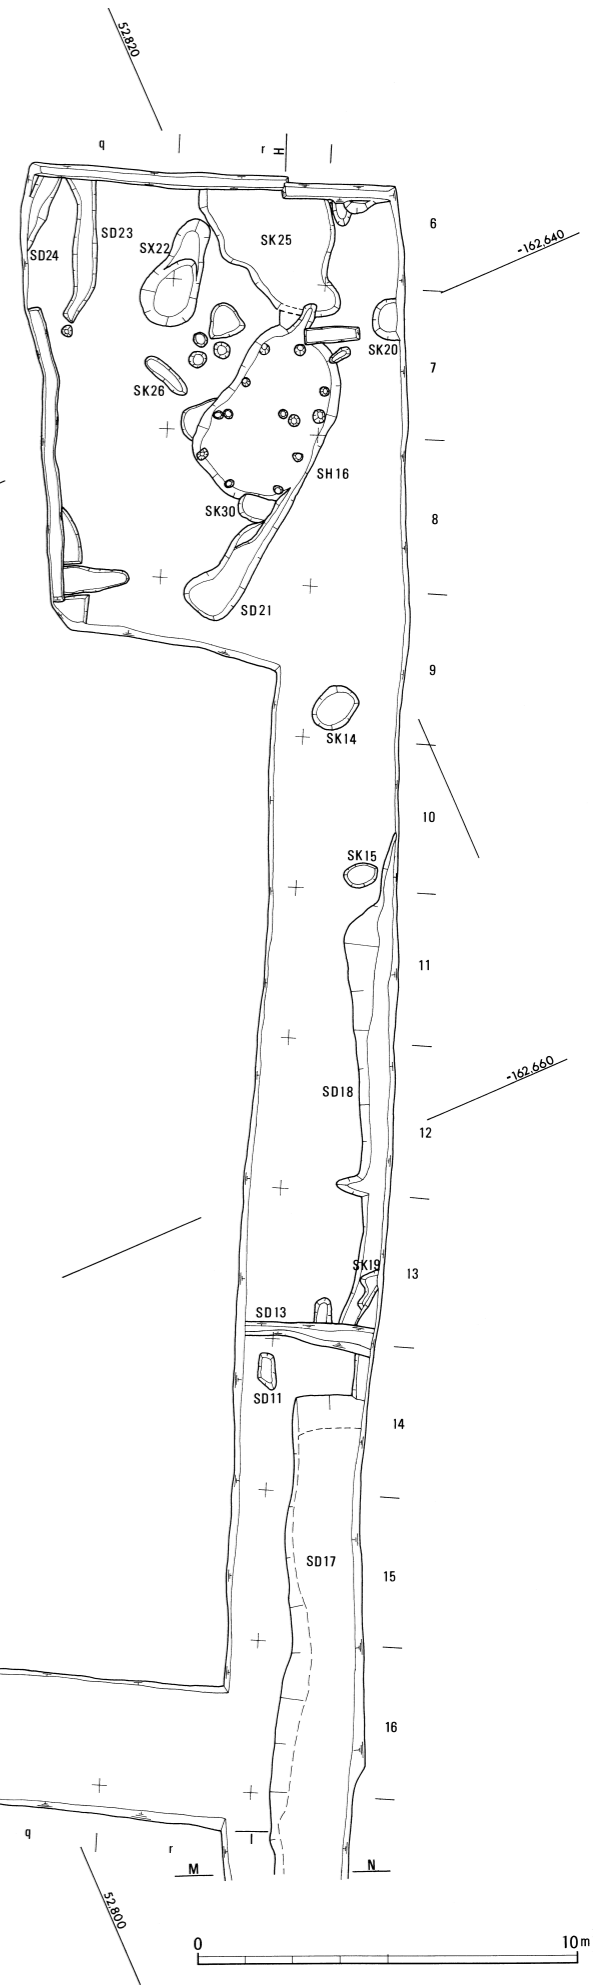 52.820
q
r
H
6
-162.640
SD24
SD23
SX22
SK25
SK20
7
SK26
SH16
8
SK30
SD21
9
SK14
10
SK15
11
-162.660
SD18
12
SK19
13
SD13
SD11
14
SD17
15
16
q
r
I
M
N
52.800
0
10m